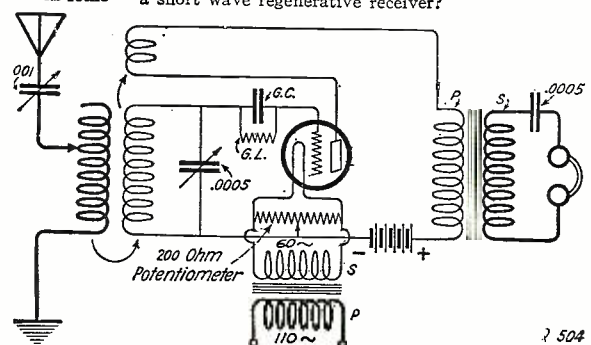 a short wave regenerative receiver?
.001
G.C.
P.
S.
.0005
G.L.
.0005
200 Ohm
Potentiometer
60~
- +
S
P
110~
504